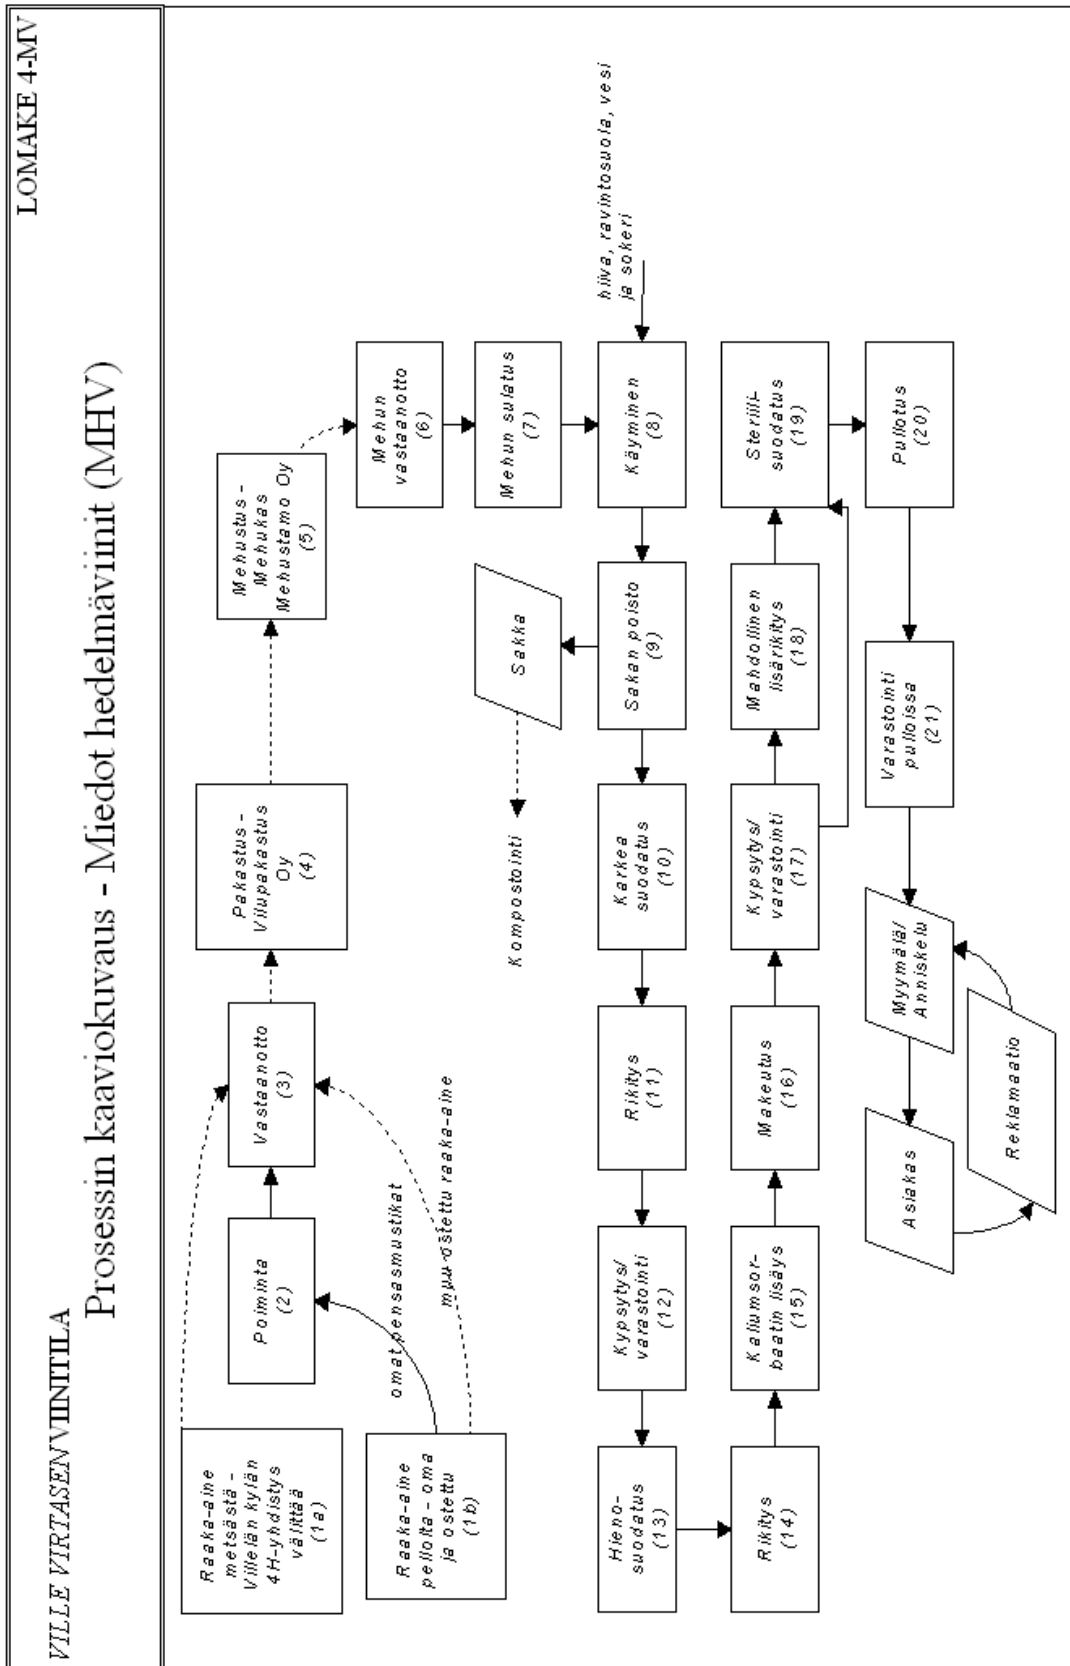 LOMAKE 4-MV
VILLE VIRTASEN VIINITILA
Prosessin kaaviokuvaus - Miedot hedelmäviinit (MHV)
Raaka-aine
metsästä -
Villelän kylän
4H-yhdistys
välittää
(1a)
Raaka-aine
pellolta - oma
ja ostettu
(1b)
Poiminta
(2)
omat pensasmustikat
muu ostettu raaka-aine
Vastaanotto
(3)
Pakastus -
Vilupakastus
Oy
(4)
Mehustus -
Mehukas
Mehustamo Oy
(5)
Mehun
vastaanotto
(6)
Mehun sulatus
(7)
hiiva, ravintosuola, vesi
ja sokeri
Käyminen
(8)
Sakan poisto
(9)
Sakka
Kompostointi
Karkea
suodatus
(10)
Rikitys
(11)
Kypsytys/
varastointi
(12)
Hieno-
suodatus
(13)
Rikitys
(14)
Kaliumsor-
baatin lisäys
(15)
Makeutus
(16)
Kypsytys/
varastointi
(17)
Mahdollinen
lisärikitys
(18)
Steriili-
suodatus
(19)
Pullotus
(20)
Varastointi
pulloissa
(21)
Myymälä/
Anniskelu
Asiakas
Reklamaatio